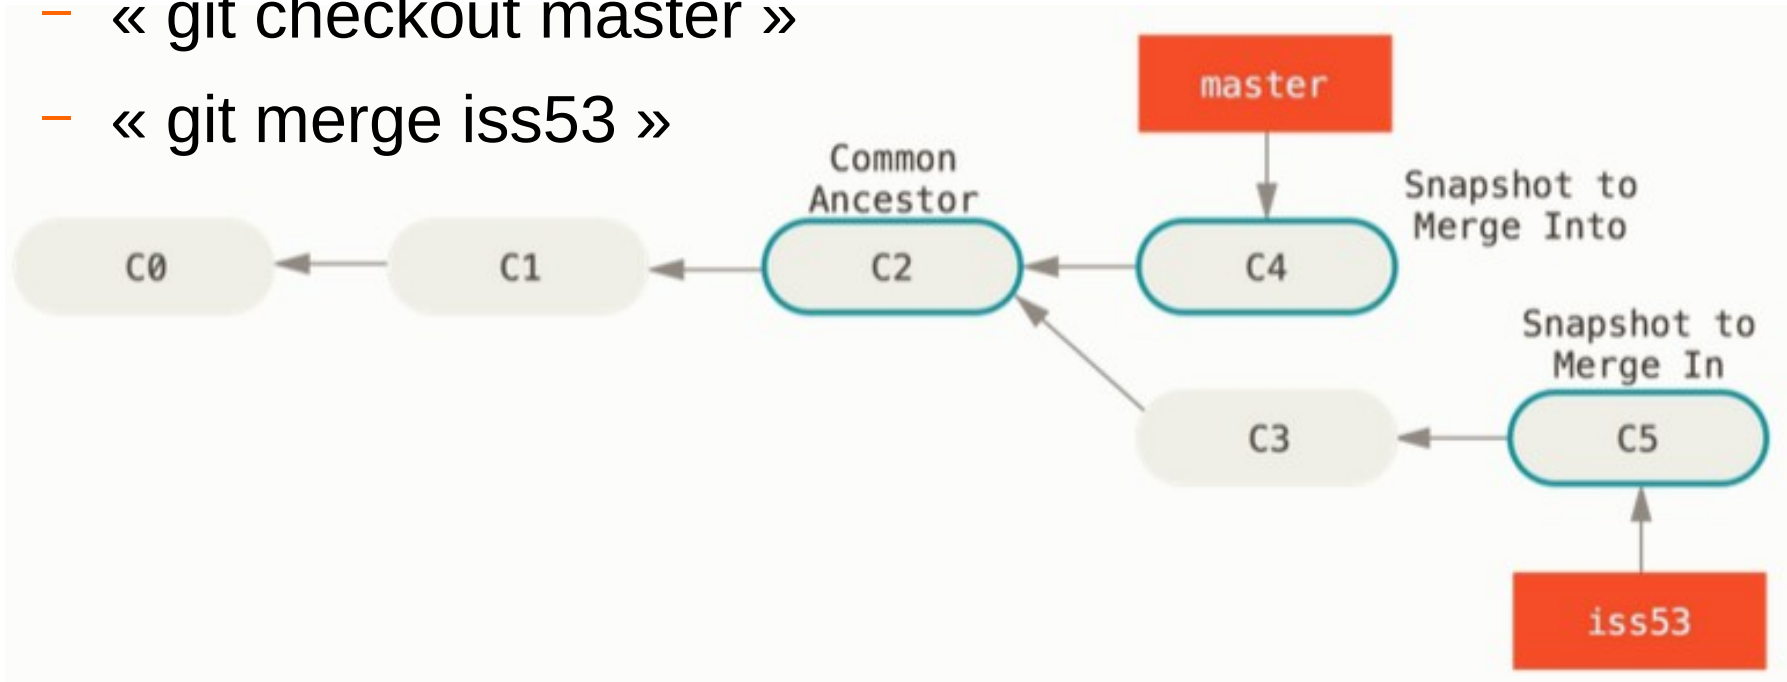 – « git checkout master »
– « git merge iss53 »
master
Common
Ancestor
Snapshot to
Merge Into
C0
C1
C2
C4
Snapshot to
Merge In
C3
C5
iss53